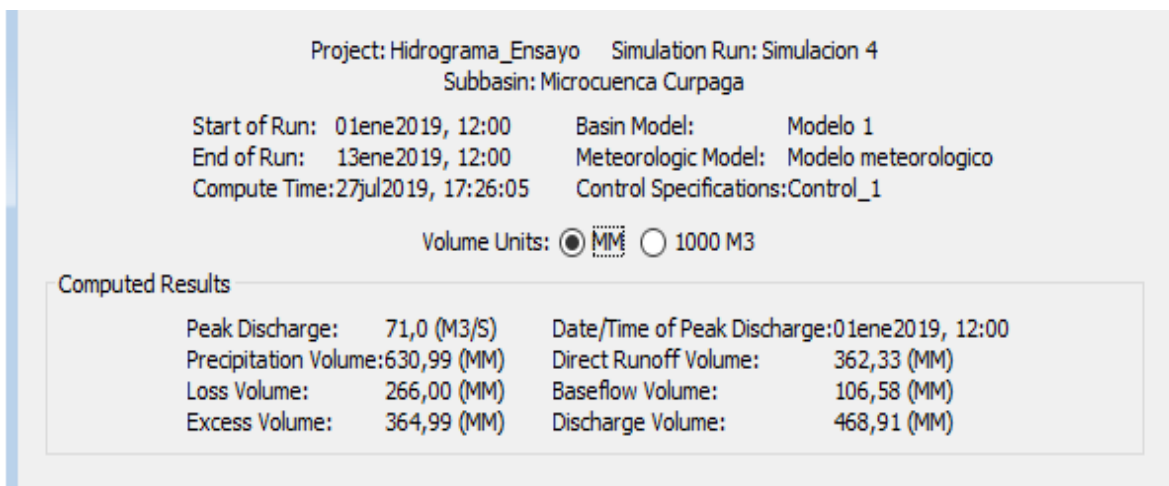 Project: Hidrograma_Ensayo Simulation Run: Simulacion 4
Subbasin: Microcuenca Curpaga
Start of Run: 01ene2019, 12:00 Basin Model: Modelo 1
End of Run: 13ene2019, 12:00 Meteorologic Model: Modelo meteorologico
Compute Time:27jul2019, 17:26:05 Control Specifications:Control_1
Volume Units: MM 1000 M3
Computed Results
Peak Discharge: 71,0 (M3/S) Date/Time of Peak Discharge:01ene2019, 12:00
Precipitation Volume:630,99 (MM) Direct Runoff Volume: 362,33 (MM)
Loss Volume: 266,00 (MM) Baseflow Volume: 106,58 (MM)
Excess Volume: 364,99 (MM) Discharge Volume: 468,91 (MM)